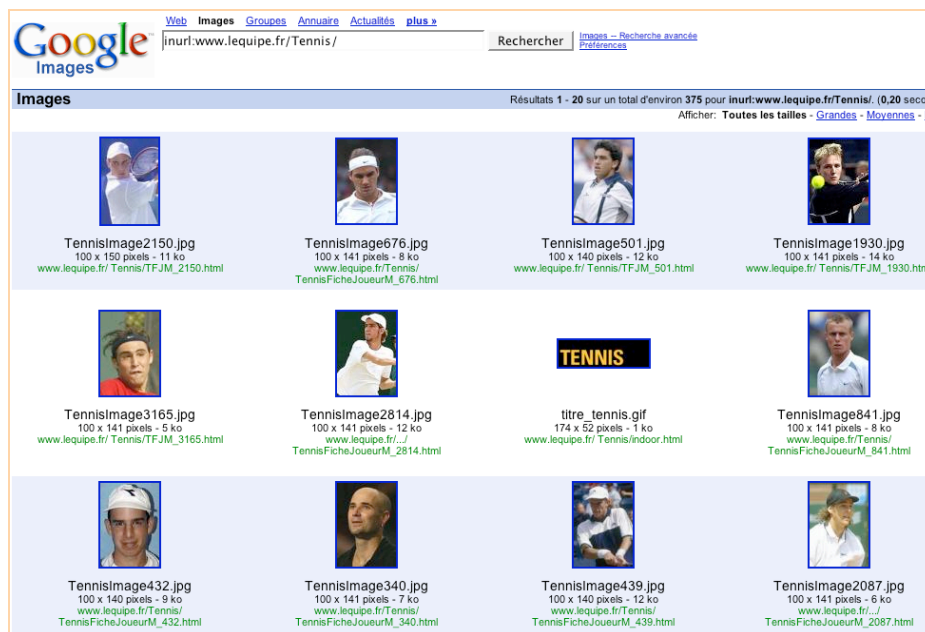 Web Images Groupes Annuaire Actualités plus »
Google
Images
inurl:www.lequipe.fr/Tennis/
Rechercher
Images -- Recherche avancée
Préférences
Images
Résultats 1 - 20 sur un total d'environ 375 pour inurl:www.lequipe.fr/Tennis/. (0,20 seco
Afficher: Toutes les tailles - Grandes - Moyennes -
TennisImage2150.jpg
100 x 150 pixels - 11 ko
www.lequipe.fr/ Tennis/TFJM_2150.html
TennisImage676.jpg
100 x 141 pixels - 8 ko
www.lequipe.fr/Tennis/
TennisFicheJoueurM_676.html
TennisImage501.jpg
100 x 140 pixels - 12 ko
www.lequipe.fr/ Tennis/TFJM_501.html
TennisImage1930.jpg
100 x 141 pixels - 14 ko
www.lequipe.fr/ Tennis/TFJM_1930.htm
TennisImage3165.jpg
100 x 141 pixels - 5 ko
www.lequipe.fr/ Tennis/TFJM_3165.html
TennisImage2814.jpg
100 x 141 pixels - 12 ko
www.lequipe.fr/.../
TennisFicheJoueurM_2814.html
TENNIS
titre_tennis.gif
174 x 52 pixels - 1 ko
www.lequipe.fr/ Tennis/indoor.html
TennisImage841.jpg
100 x 141 pixels - 8 ko
www.lequipe.fr/Tennis/
TennisFicheJoueurM_841.html
TennisImage432.jpg
100 x 140 pixels - 9 ko
www.lequipe.fr/Tennis/
TennisFicheJoueurM_432.html
TennisImage340.jpg
100 x 141 pixels - 7 ko
www.lequipe.fr/Tennis/
TennisFicheJoueurM_340.html
TennisImage439.jpg
100 x 140 pixels - 12 ko
www.lequipe.fr/Tennis/
TennisFicheJoueurM_439.html
TennisImage2087.jpg
100 x 141 pixels - 6 ko
www.lequipe.fr/.../
TennisFicheJoueurM_2087.html